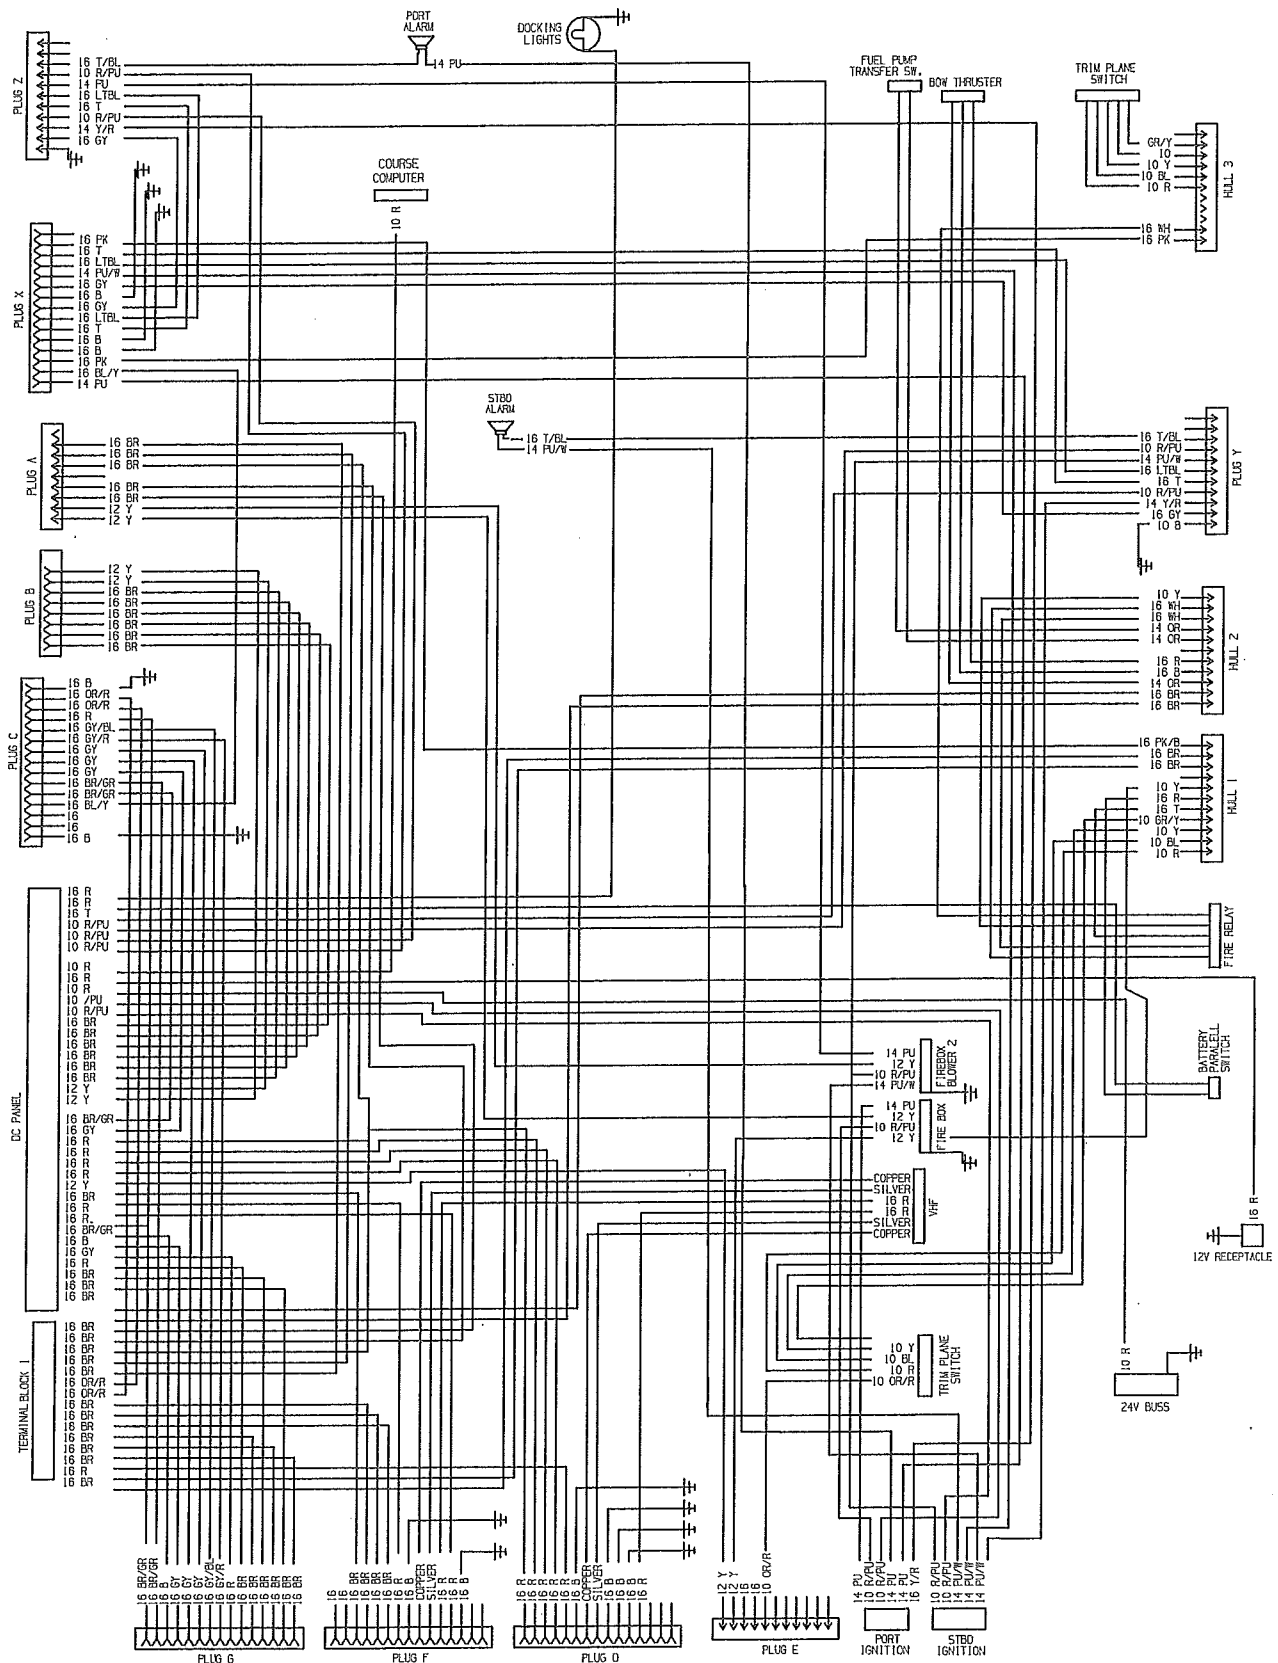 PORT
ALARM
14 PU
DOCKING
LIGHTS
FUEL PUMP
TRANSFER SW.
BOW THRUSTER
TRIM PLANE
SWITCH
PLUG Z
16 T/BL
10 R/PU
14 PU
16 LTBL
16 T
10 R/PU
14 Y/R
16 GY
GR/Y
10
10 Y
10 BL
10 R
16 WH
16 PK
HULL 3
COURSE
COMPUTER
10 R
PLUG X
16 PK
16 T
16 LTBL
14 PU/W
16 GY
16 B
16 GY
16 LTBL
16 T
16 B
16 B
16 PK
16 BL/Y
14 PU
STBD
ALARM
16 T/BL
14 PU/W
PLUG A
16 BR
16 BR
16 BR
16 BR
16 BR
12 Y
12 Y
16 T/BL
10 R/PU
14 PU/W
16 LTBL
16 T
10 R/PU
14 Y/R
16 GY
10 B
PLUG Y
PLUG B
12 Y
12 Y
16 BR
16 BR
16 BR
16 BR
16 BR
16 BR
10 Y
16 WH
16 WH
14 OR
14 OR
16 R
16 B
14 OR
16 BR
16 BR
HULL 2
PLUG C
16 B
16 OR/R
16 OR/R
16 R
16 GY/BL
16 GY/R
16 GY
16 GY
16 GY
16 BR/GR
16 BR/GR
16 BL/Y
16
16
16 B
16 PK/B
16 BR
16 BR
10 Y
16 R
16 T
10 GR/Y
10 Y
10 BL
10 R
HULL 1
DC PANEL
16 R
16 R
16 T
10 R/PU
10 R/PU
10 R/PU
10 R
16 R
10 R
10 /PU
10 R/PU
16 BR
16 BR
16 BR
16 BR
16 BR
16 BR
12 Y
12 Y
16 BR/GR
16 GY
16 R
16 R
16 R
16 R
12 Y
16 BR
16 R
16 R
16 BR/GR
16 B
16 GY
16 R
16 BR
16 BR
16 BR
FIRE RELAY
BATTERY
PARALELL
SWITCH
14 PU
12 Y
10 R/PU
14 PU/W
FIREBOX
BLOWER 2
14 PU
12 Y
10 R/PU
12 Y
FIRE BOX
COPPER
SILVER
16 R
16 R
SILVER
COPPER
VHF
16 R
12V RECEPTACLE
TERMINAL BLOCK 1
16 BR
16 BR
16 BR
16 BR
16 BR
16 OR/R
16 OR/R
16 BR
16 BR
16 BR
16 BR
16 BR
16 BR
16 R
16 BR
10 Y
10 BL
10 R
10 OR/R
TRIM PLANE
SWITCH
10 R
24V BUSS
16 BR/GR
16 BR/GR
16 B
16 GY
16 GY
16 GY
16 GY/BL
16 GY/R
16 R
16 BR
16 BR
16 BR
16 BR
16 BR
16 BR
PLUG G
16
16
16 BR
16 BR
16 BR
16 BR
16 R
16 B
COPPER
SILVER
16 R
16 R
16 B
PLUG F
16 R
16 R
16 R
16 R
16 R
16 B
COPPER
SILVER
16 B
16 B
16 B
16 R
PLUG D
12 Y
12 Y
16
16
10 OR/R
PLUG E
14 PU
10 R/PU
10 R/PU
14 PU
14 PU
16 Y/R
PORT
IGNITION
10 R/PU
10 R/PU
14 PU/W
14 PU/W
14 PU/W
STBD
IGNITION